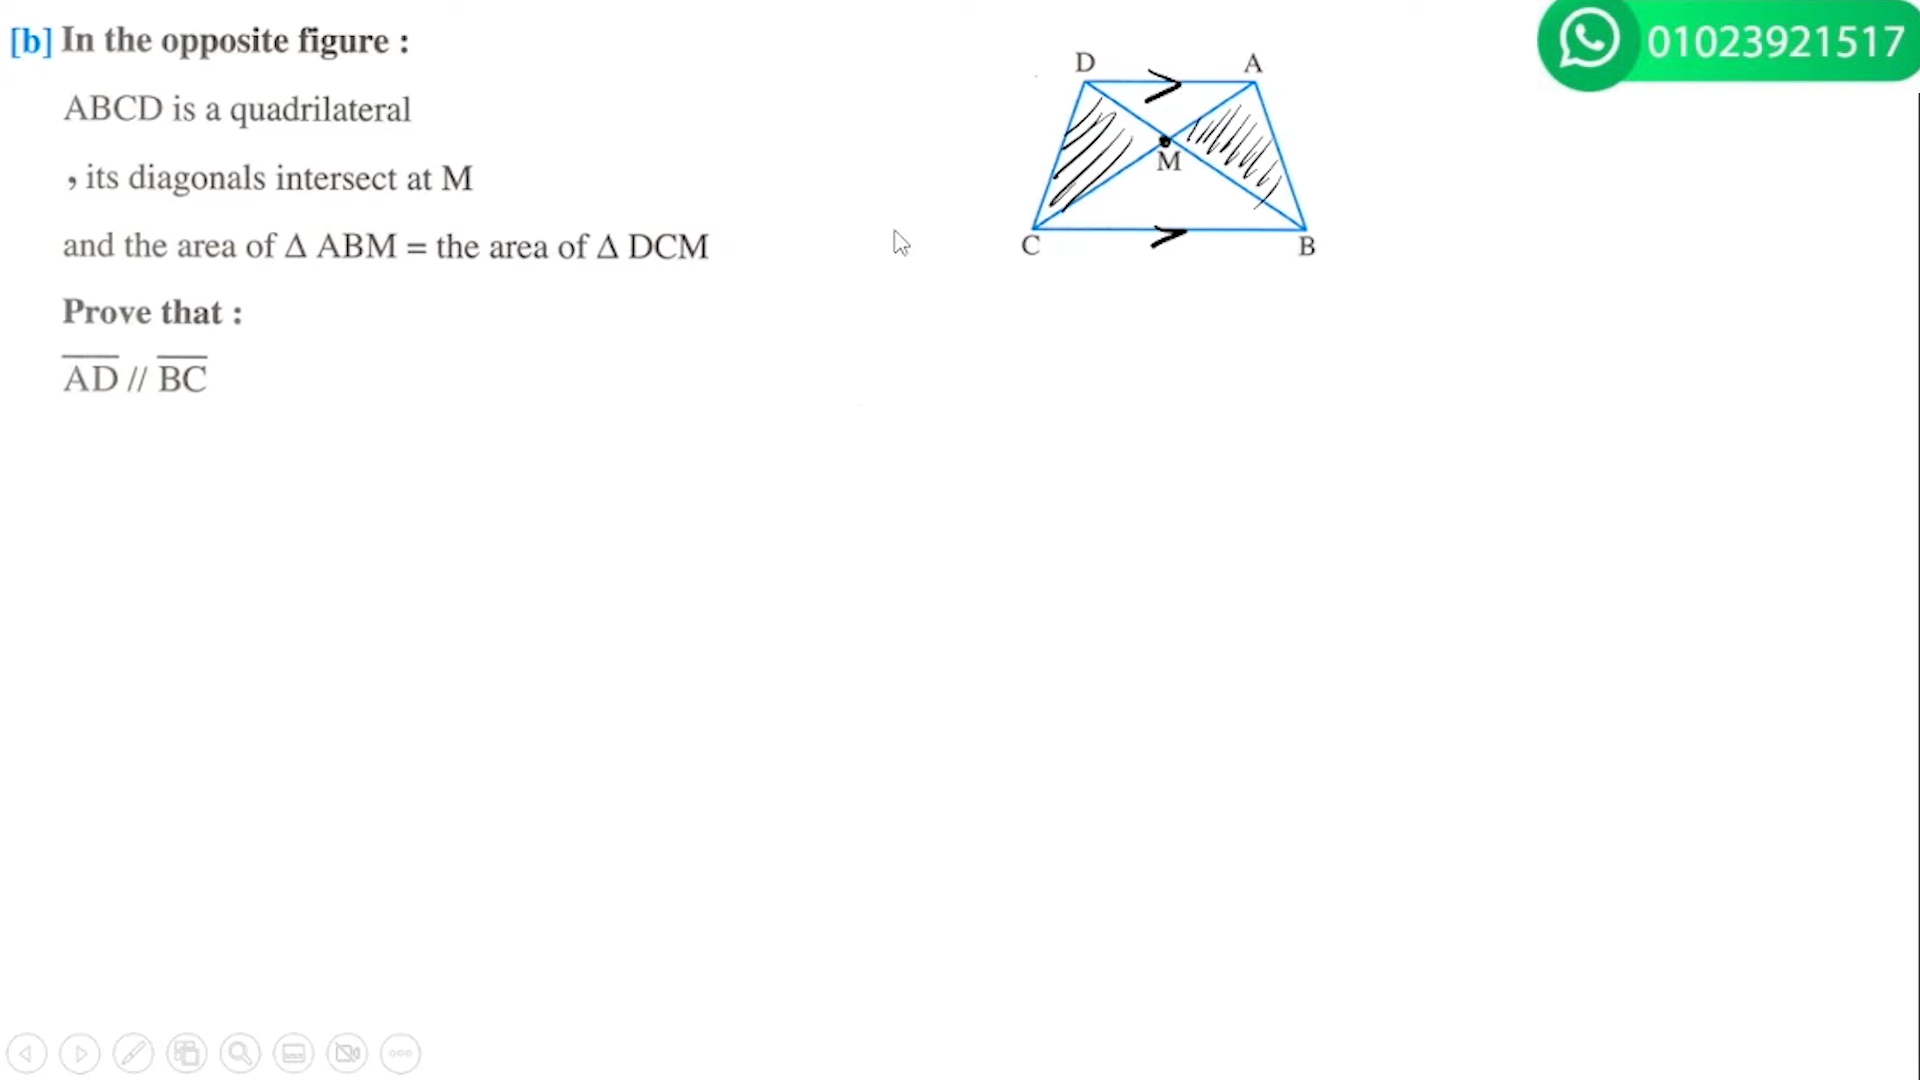 [b] In the opposite figure :
ABCD is a quadrilateral
, its diagonals intersect at M
and the area of Δ ABM = the area of Δ DCM
Prove that :
AD // BC
D
A
M
C
B
01023921517